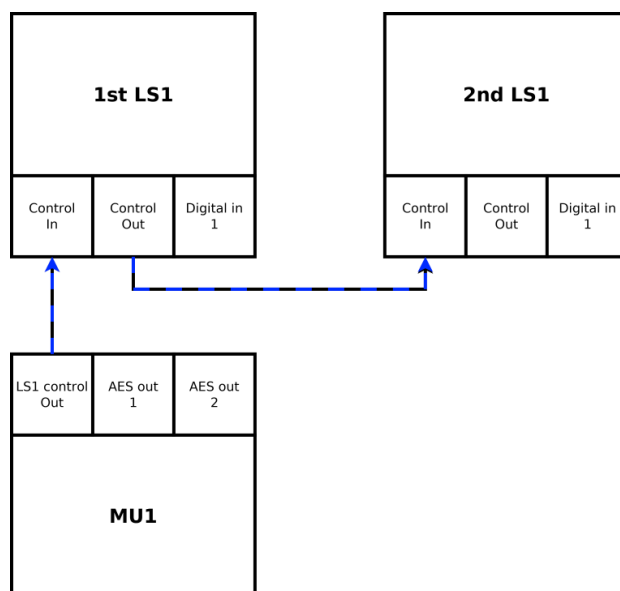 1st LS1
2nd LS1
Control
In
Control
Out
Digital in
1
Control
In
Control
Out
Digital in
1
LS1 control
Out
AES out
1
AES out
2
MU1